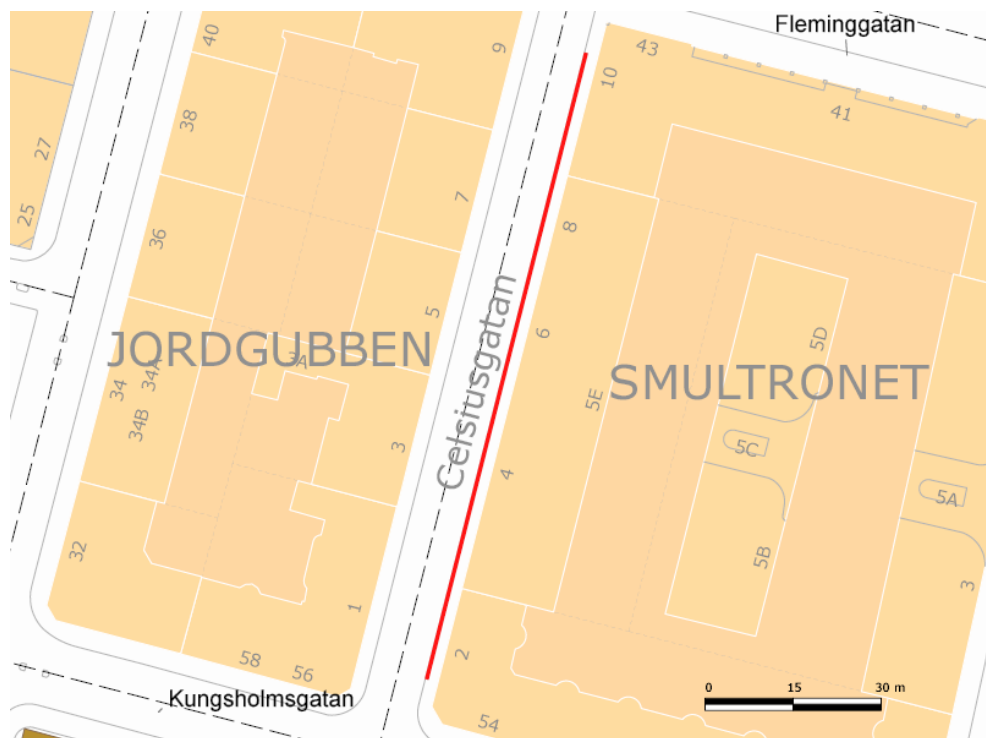 Fleminggatan
40
9
43
10
41
38
27
7
25
36
8
5
6
5D
JORDGUBBEN
3A
34
34A
34B
Celsiusgatan
SMULTRONET
5E
5C
3
4
5A
32
5B
3
1
2
58
56
Kungsholmsgatan
54
0 15 30 m